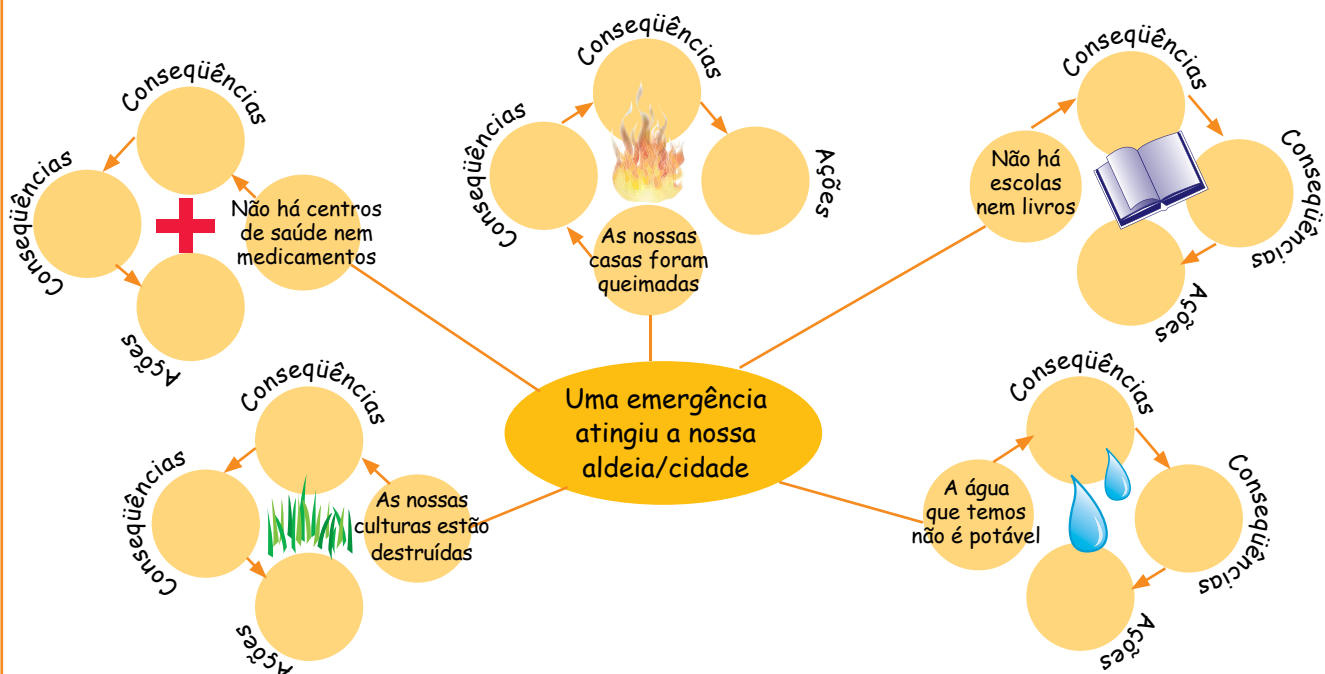 Conseqüências
Conseqüências
Não há centros
de saúde nem
medicamentos
Ações
Conseqüências
Conseqüências
As nossas
casas foram
queimadas
Ações
Conseqüências
Não há
escolas
nem livros
Conseqüências
Ações
Uma emergência
atingiu a nossa
aldeia/cidade
Conseqüências
Conseqüências
As nossas
culturas estão
destruídas
Ações
Conseqüências
A água
que temos
não é potável
Conseqüências
Ações